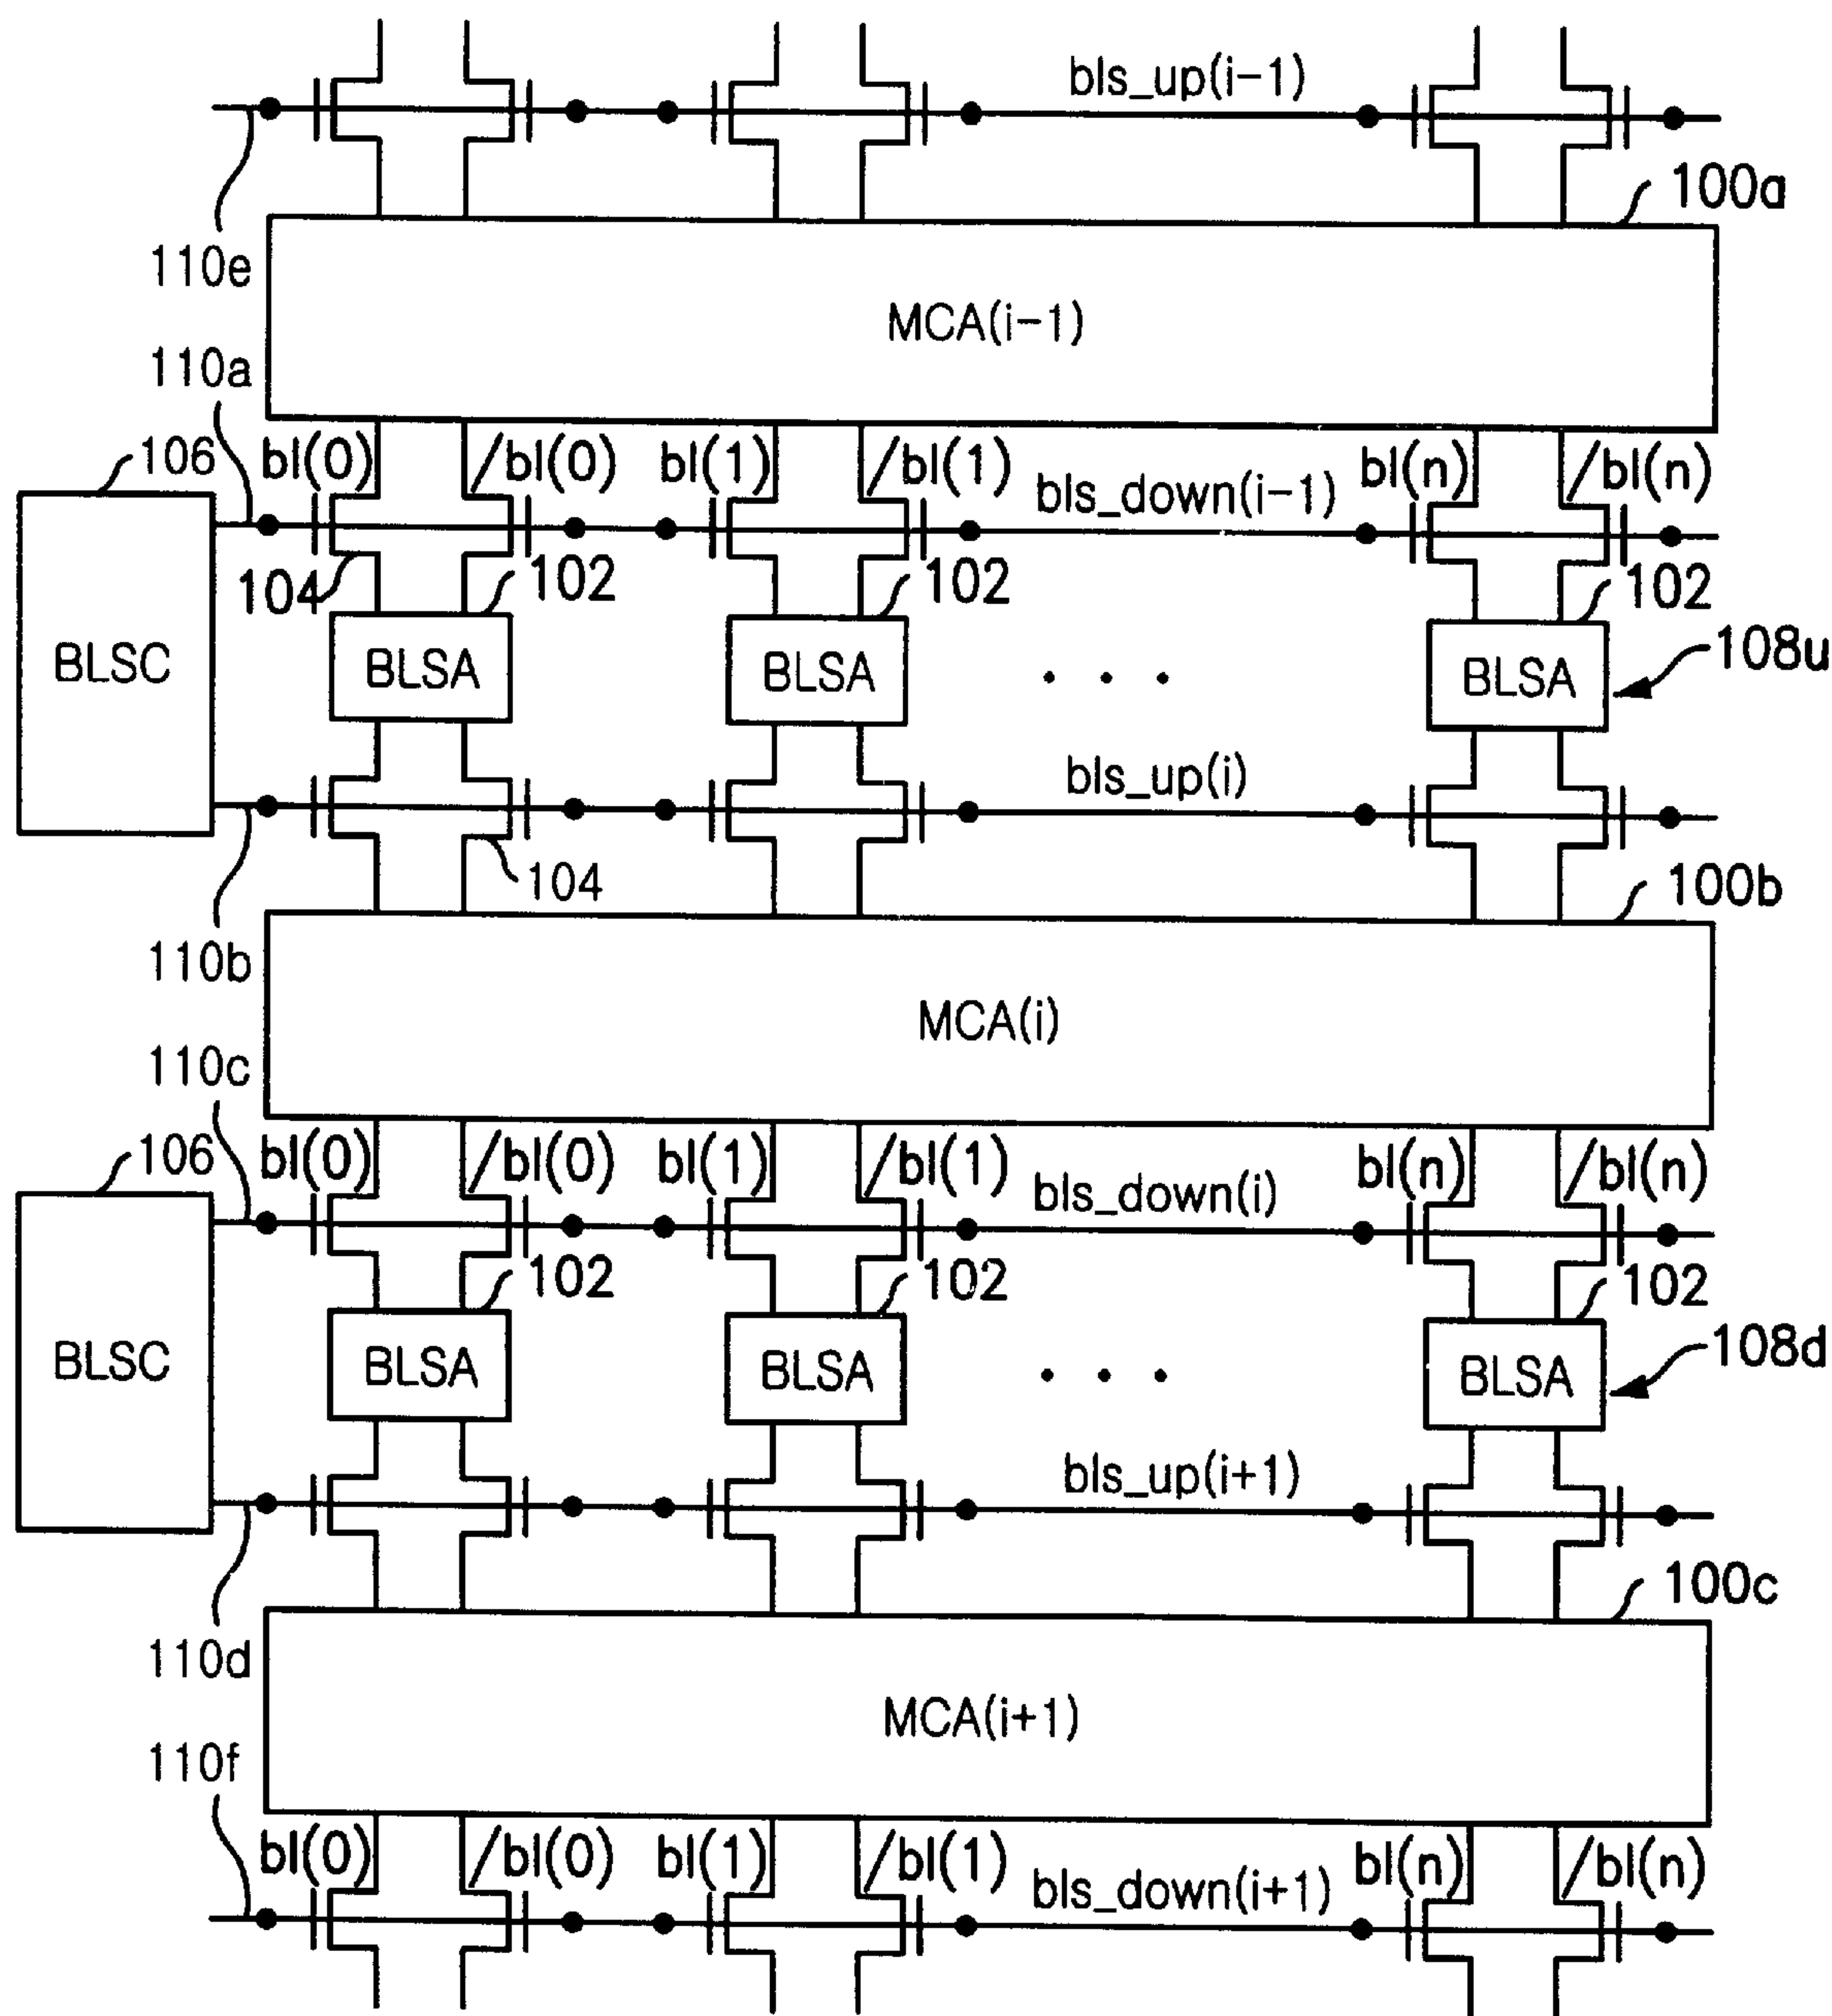 bls_up(i-1)
100a
110e
MCA(i-1)
110a
106 bl(0) /bl(0) bl(1) /bl(1) bls_down(i-1) bl(n) /bl(n)
104 102 102 102
BLSC BLSA BLSA . . . BLSA 108u
bls_up(i)
104 100b
110b
MCA(i)
110c
106 bl(0) /bl(0) bl(1) /bl(1) bls_down(i) bl(n) /bl(n)
102 102 102
BLSC BLSA BLSA . . . BLSA 108d
bls_up(i+1)
100c
110d
MCA(i+1)
110f
bl(0) /bl(0) bl(1) /bl(1) bls_down(i+1) bl(n) /bl(n)